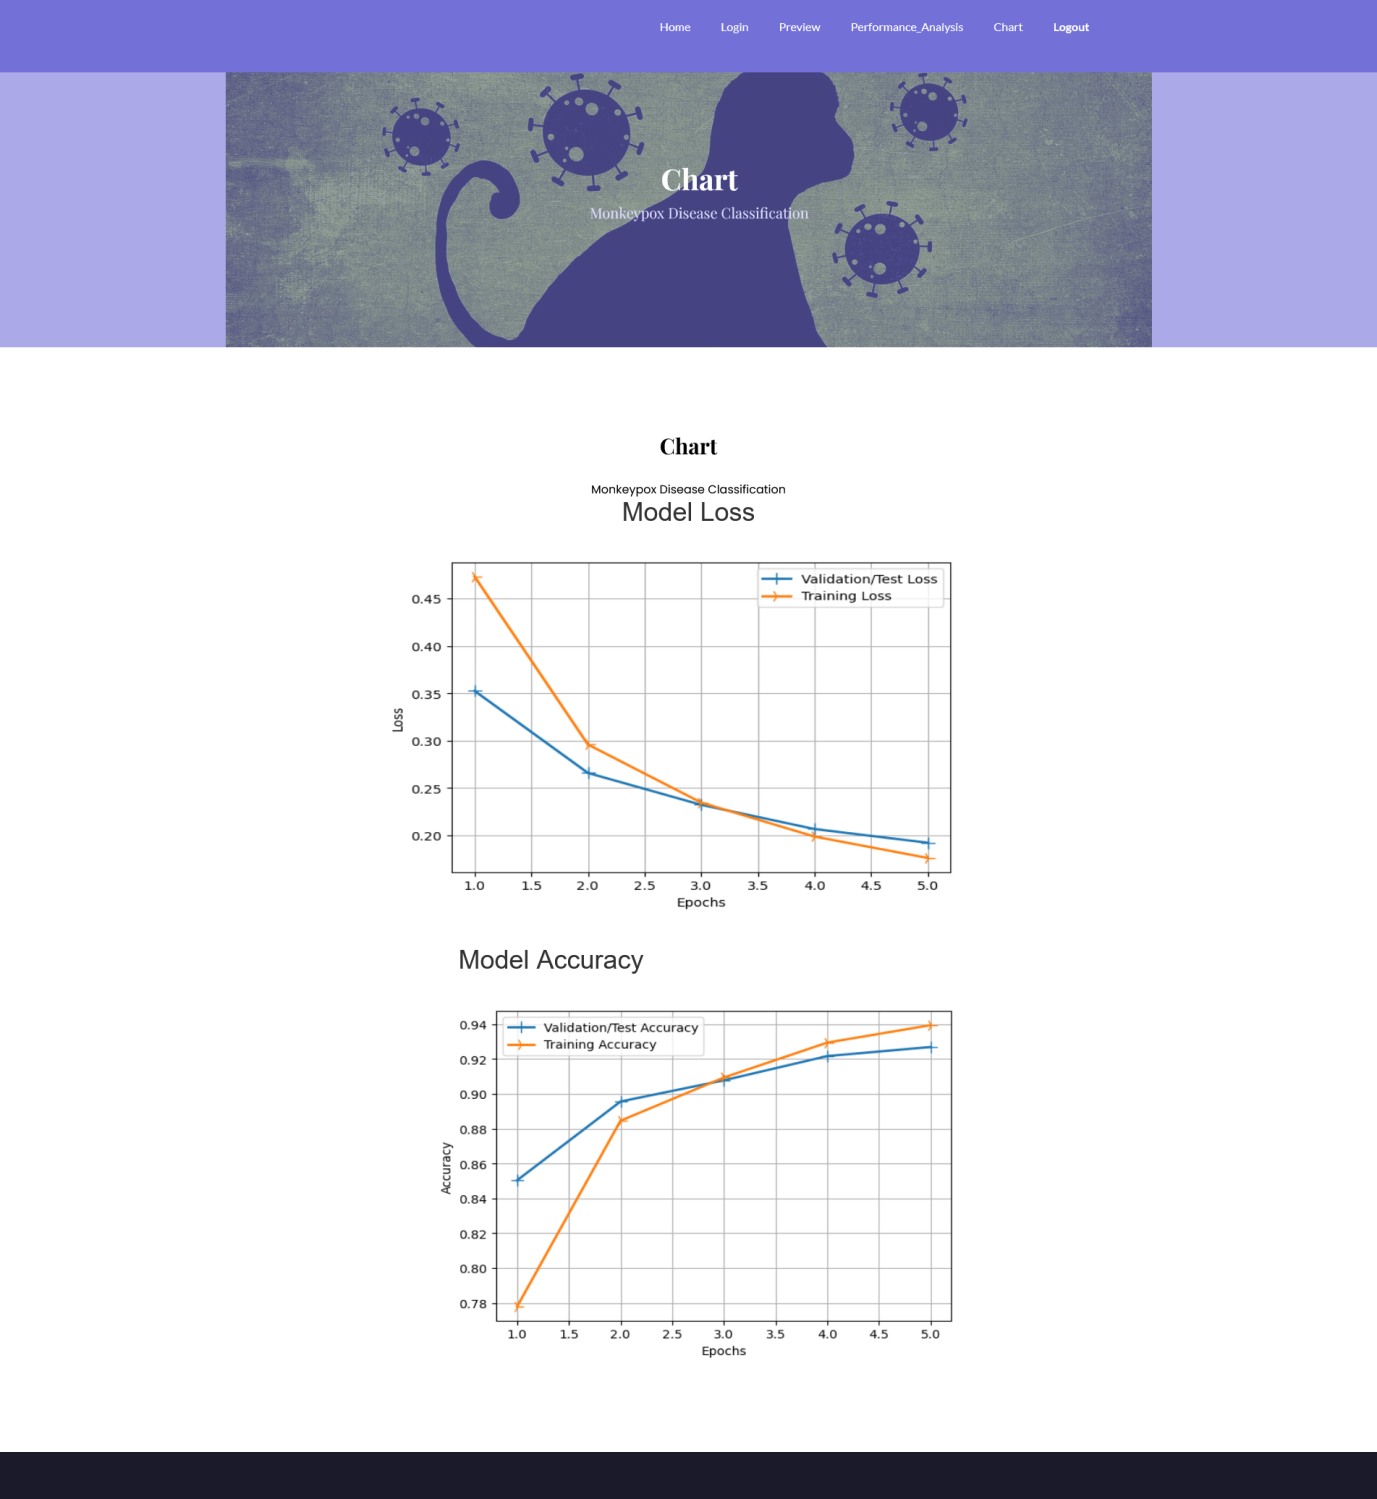 Home Login Preview Performance_Analysis Chart Logout
Chart
Monkeypox Disease Classification
Chart
Monkeypox Disease Classification
Model Loss
Validation/Test Loss
Training Loss
0.45
0.40
0.35
0.30
0.25
0.20
Loss
1.0 1.5 2.0 2.5 3.0 3.5 4.0 4.5 5.0
Epochs
Model Accuracy
Validation/Test Accuracy
Training Accuracy
0.94
0.92
0.90
0.88
0.86
0.84
0.82
0.80
0.78
Accuracy
1.0 1.5 2.0 2.5 3.0 3.5 4.0 4.5 5.0
Epochs